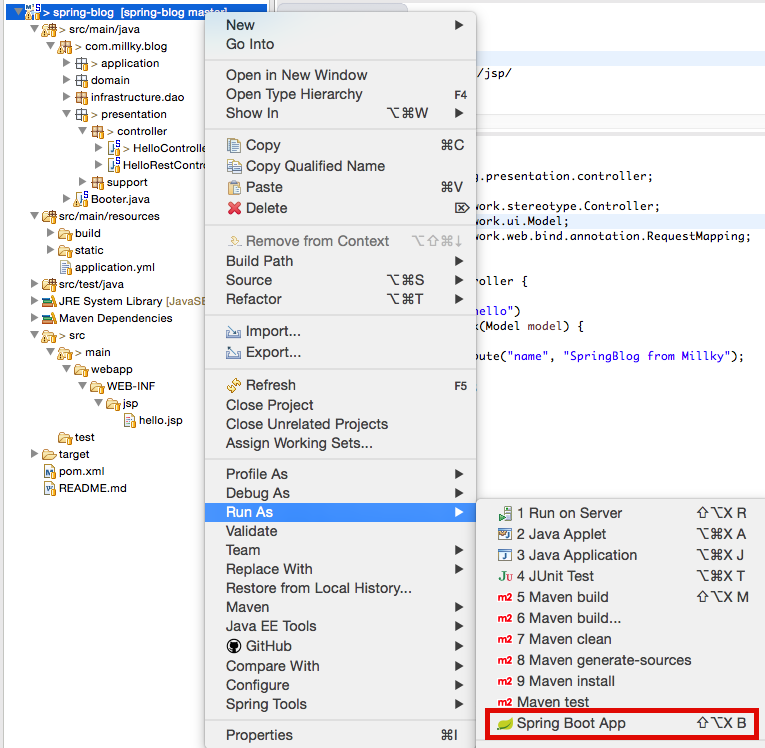 > spring-blog [spring-blog master]
> src/main/java
> com.millky.blog
> application
domain
infrastructure.dao
> presentation
> controller
> HelloControlle
HelloRestContro
support
Booter.java
src/main/resources
build
static
application.yml
src/test/java
JRE System Library [JavaSE
Maven Dependencies
> src
> main
webapp
WEB-INF
jsp
hello.jsp
test
target
pom.xml
README.md
New
Go Into
Open in New Window
Open Type Hierarchy F4
Show In ⌥⌘W
Copy ⌘C
Copy Qualified Name
Paste ⌘V
Delete ⌦
Remove from Context ⌥⇧⌘↓
Build Path
Source ⌥⌘S
Refactor ⌥⌘T
Import...
Export...
Refresh F5
Close Project
Close Unrelated Projects
Assign Working Sets...
Profile As
Debug As
Run As
Validate
Team
Replace With
Restore from Local History...
Maven
Java EE Tools
GitHub
Compare With
Configure
Spring Tools
Properties ⌘I
/jsp/
g.presentation.controller;
work.stereotype.Controller;
work.ui.Model;
work.web.bind.annotation.RequestMapping;
roller {
hello")
k(Model model) {
bute("name", "SpringBlog from Millky");
;
1 Run on Server ⇧⌥X R
2 Java Applet ⌥⌘X A
3 Java Application ⌥⌘X J
4 JUnit Test ⌥⌘X T
5 Maven build ⇧⌥X M
6 Maven build...
7 Maven clean
8 Maven generate-sources
9 Maven install
Maven test
Spring Boot App ⇧⌥X B